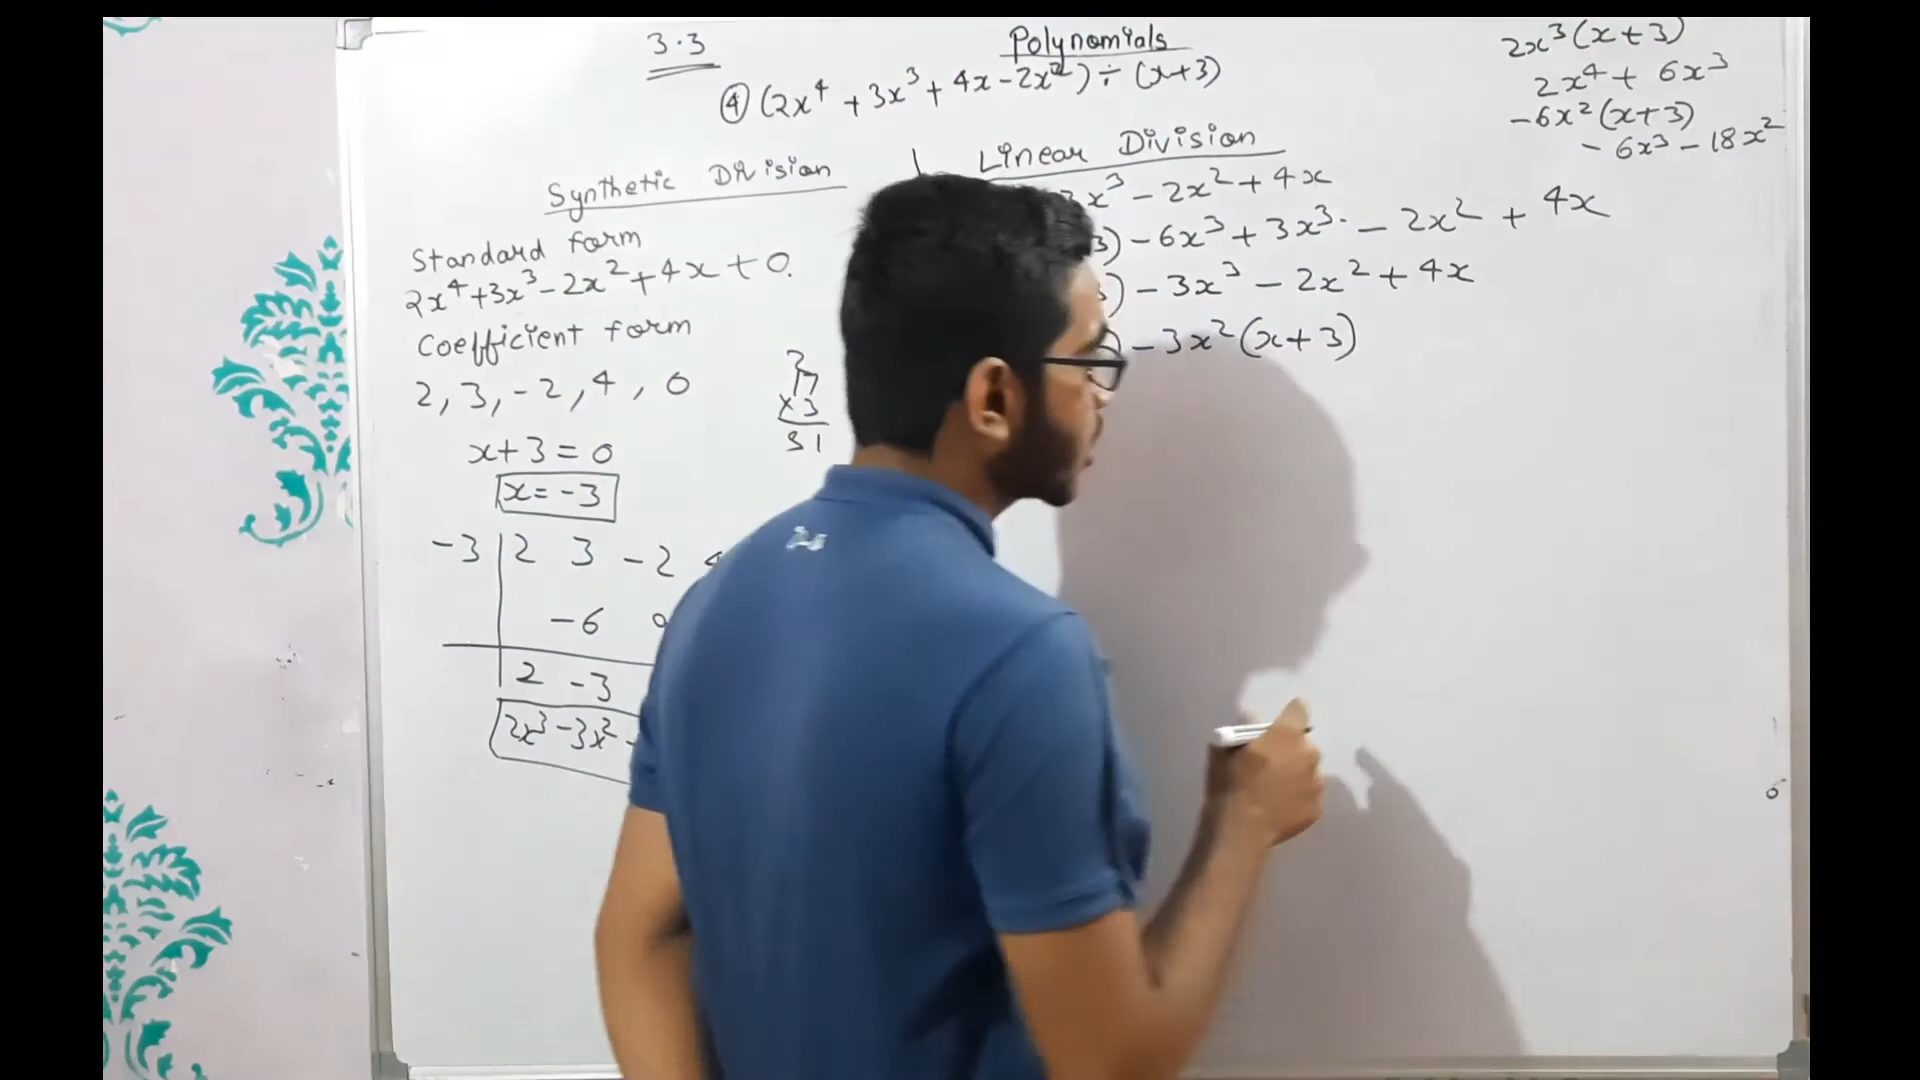 3.3
Polynomials
④ (2x⁴ + 3x³ + 4x - 2x²) ÷ (x+3)
2x³(x+3)
2x⁴ + 6x³
-6x²(x+3)
- 6x³ - 18x²
Synthetic Division
Standard form
2x⁴+3x³-2x²+4x+0.
Coefficient form
2, 3, -2, 4, 0
x3
x+3 = 0
x = -3
-3 2 3 -2
-6
2 -3
2x³-3x²
Linear Division
x³ - 2x² + 4x
3) - 6x³ + 3x³ - 2x² + 4x
) - 3x³ - 2x² + 4x
) - 3x²(x+3)